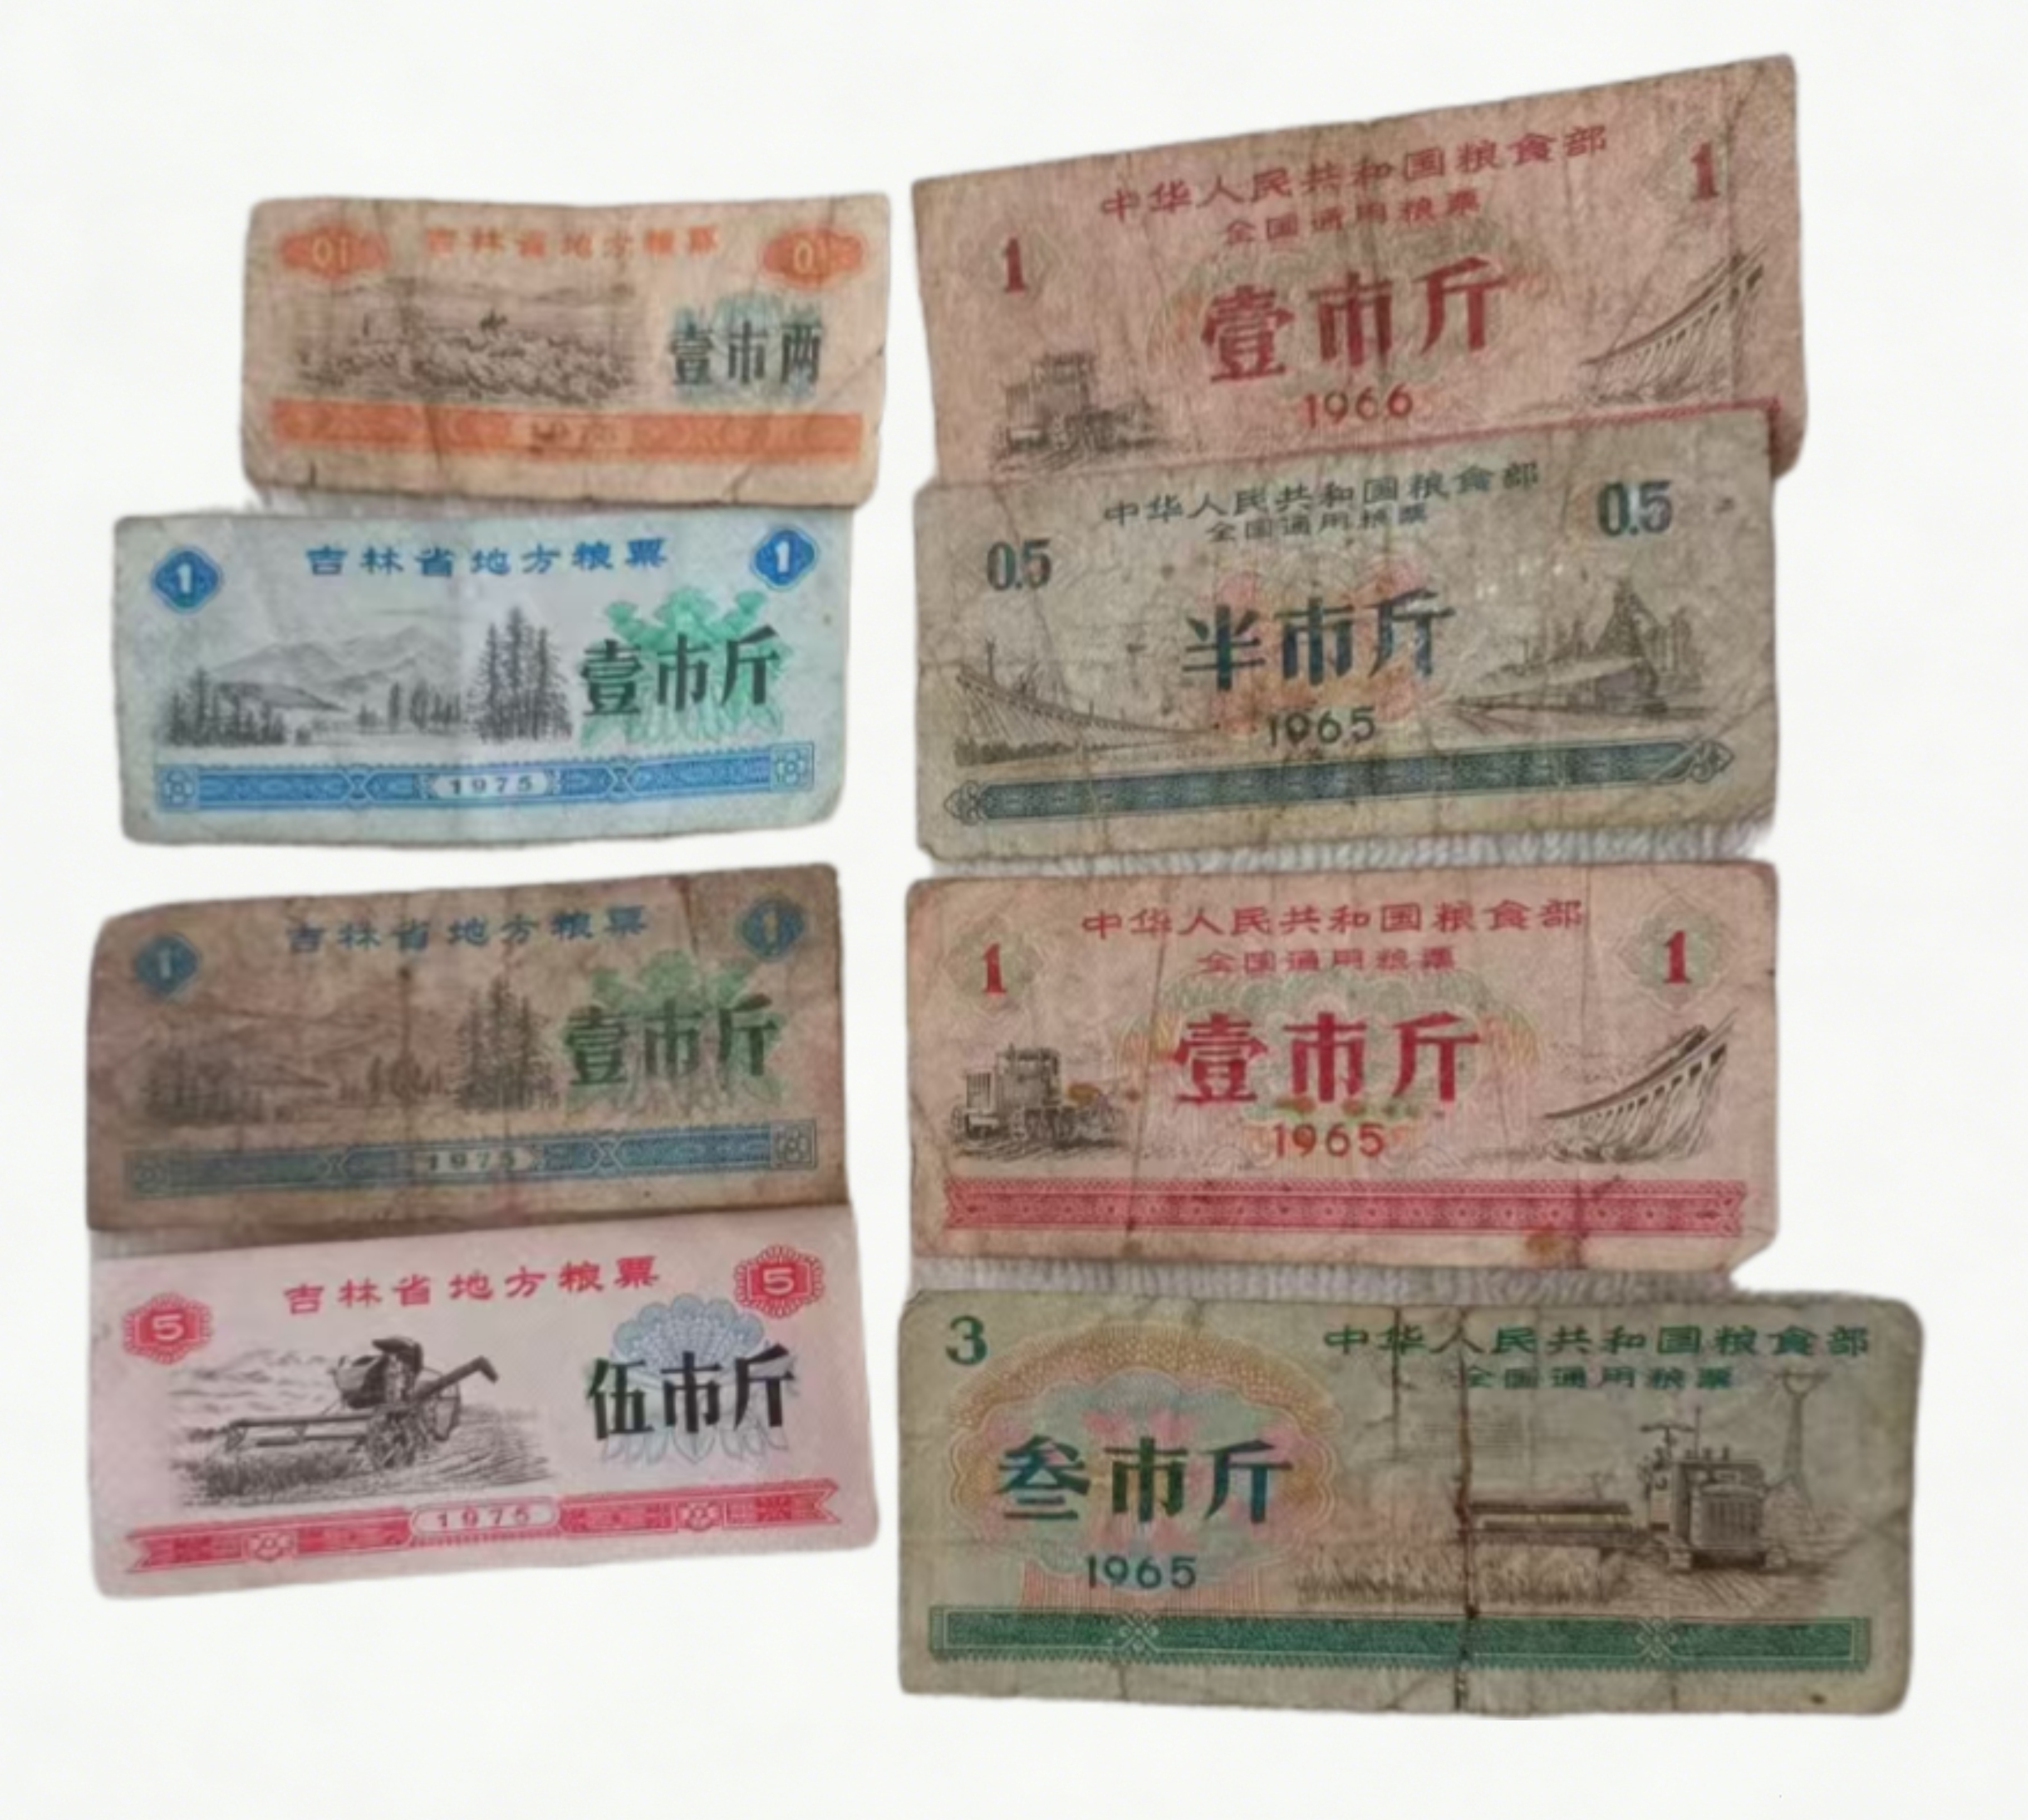 0.1 吉林省地方粮票 0.1
壹市两
1975
1 吉林省地方粮票 1
壹市斤
1975
1 吉林省地方粮票 1
壹市斤
1975
5 吉林省地方粮票 5
伍市斤
1975
中华人民共和国粮食部
全国通用粮票
1 1
壹市斤
1966
中华人民共和国粮食部
全国通用粮票
0.5 0.5
半市斤
1965
中华人民共和国粮食部
全国通用粮票
1 1
壹市斤
1965
3 中华人民共和国粮食部
全国通用粮票
叁市斤
1965